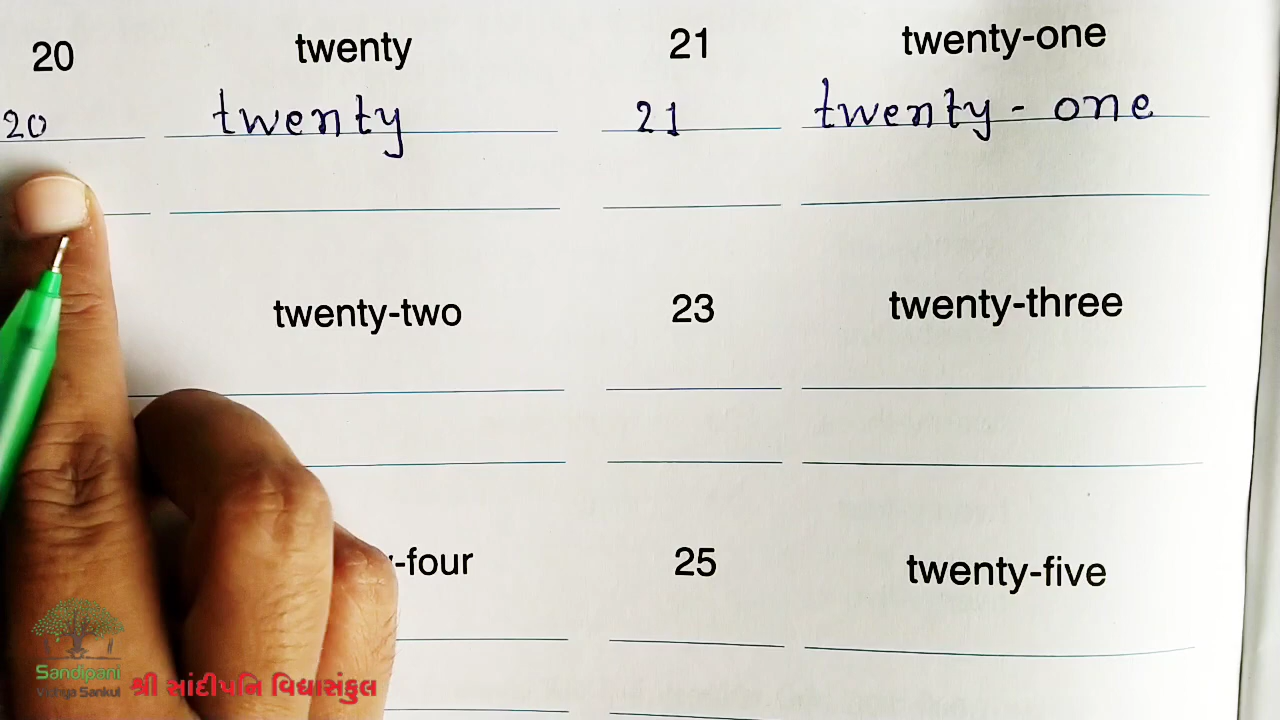 20 twenty 21 twenty-one
20 twenty 21 twenty - one
twenty-two 23 twenty-three
-four 25 twenty-five
Sandipani
Vidhya Sankul
શ્રી સાંદીપનિ વિદ્યાસંકુલ